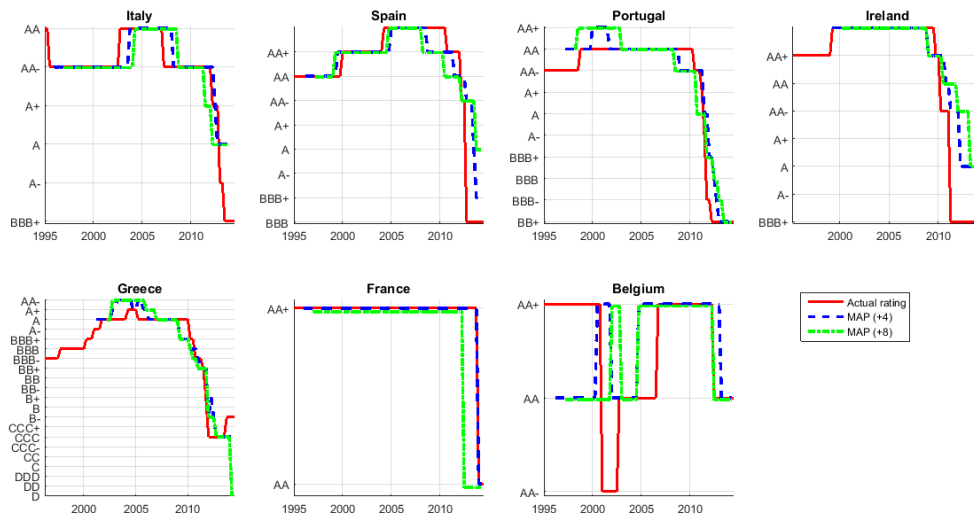 Italy
AA
AA-
A+
A
A-
BBB+
1995
2000
2005
2010
Spain
AA+
AA
AA-
A+
A
A-
BBB+
BBB
1995
2000
2005
2010
Portugal
AA+
AA
AA-
A+
A
A-
BBB+
BBB
BBB-
BB+
1995
2000
2005
2010
Ireland
AA+
AA
AA-
A+
A
A-
BBB+
2000
2005
2010
Greece
AA-
A+
A
A-
BBB+
BBB
BBB-
BB+
BB
BB-
B+
B
B-
CCC+
CCC
CCC-
CC
C
DDD
DD
D
2000
2005
2010
France
AA+
AA
1995
2000
2005
2010
Belgium
AA+
AA
AA-
1995
2000
2005
2010
Actual rating
MAP (+4)
MAP (+8)